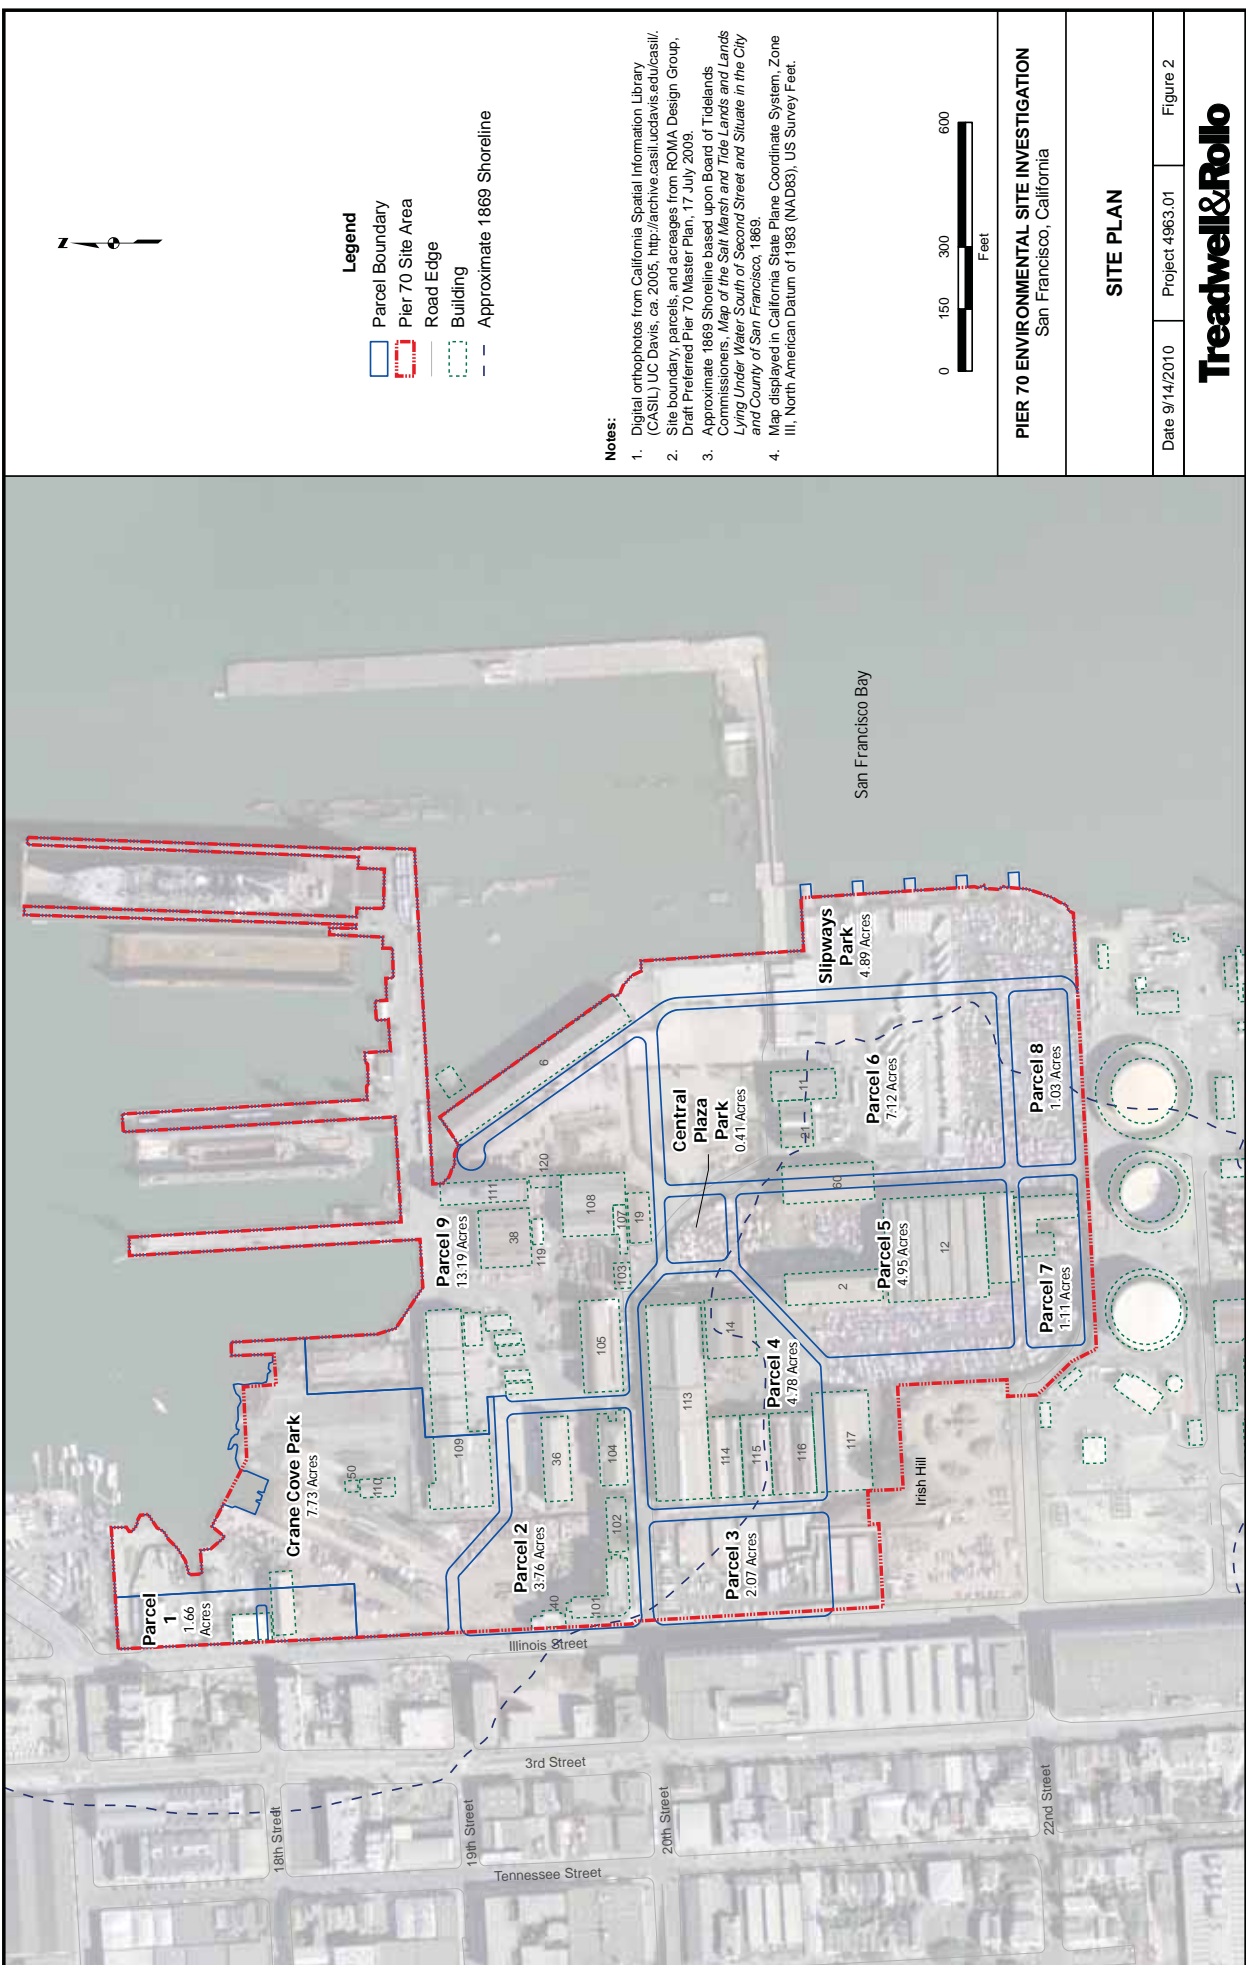 N
Legend
Parcel Boundary
Pier 70 Site Area
Road Edge
Building
Approximate 1869 Shoreline
Notes:
1. Digital orthophotos from California Spatial Information Library
(CASIL) UC Davis, ca. 2005, http://archive.casil.ucdavis.edu/casil/.
2. Site boundary, parcels, and acreages from ROMA Design Group,
Draft Preferred Pier 70 Master Plan, 17 July 2009.
3. Approximate 1869 Shoreline based upon Board of Tidelands
Commissioners, Map of the Salt Marsh and Tide Lands and Lands
Lying Under Water South of Second Street and Situate in the City
and County of San Francisco, 1869.
4. Map displayed in California State Plane Coordinate System, Zone
III, North American Datum of 1983 (NAD83), US Survey Feet.
0 150 300 600
Feet
PIER 70 ENVIRONMENTAL SITE INVESTIGATION
San Francisco, California
SITE PLAN
Date 9/14/2010
Project 4963.01
Figure 2
Treadwell&Rollo
Parcel
1
1.66
Acres
Crane Cove Park
7.73 Acres
50
110
109
Parcel 9
13.19 Acres
111
38
119
120
108
107
19
103
105
6
Parcel 2
3.76 Acres
36
104
102
101
40
Parcel 3
2.07 Acres
113
114
115
116
117
14
Parcel 4
4.78 Acres
Central
Plaza
Park
0.41 Acres
2
12
Parcel 5
4.95 Acres
60
21
11
Parcel 6
7.12 Acres
Parcel 7
1.11 Acres
Parcel 8
1.03 Acres
Slipways
Park
4.89 Acres
San Francisco Bay
Irish Hill
Illinois Street
3rd Street
Tennessee Street
18th Street
19th Street
20th Street
22nd Street